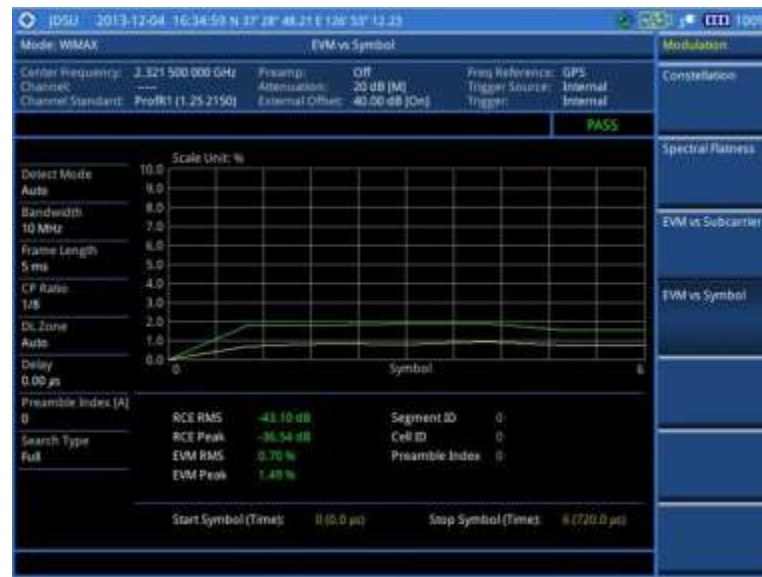 JDSU 2013-12-04 16:34:59 N 37° 28" 48.21 E 126° 53" 12.23 100%
Mode: WiMAX EVM vs Symbol Modulation
Center Frequency: 2.321 500 000 GHz Preamp: Off Freq Reference: GPS
Channel: ---- Attenuation: 20 dB [M] Trigger Source: Internal
Channel Standard: ProfR1 (1.25 2150) External Offset: 40.00 dB [On] Trigger: Internal
Constellation
PASS
Spectral Flatness
EVM vs Subcarrier
EVM vs Symbol
Detect Mode
Auto
Bandwidth
10 MHz
Frame Length
5 ms
CP Ratio
1/8
DL Zone
Auto
Delay
0.00 µs
Preamble Index [A]
0
Search Type
Full
Scale Unit: %
10.0
9.0
8.0
7.0
6.0
5.0
4.0
3.0
2.0
1.0
0.0
0 Symbol 6
RCE RMS -43.10 dB Segment ID 0
RCE Peak -36.54 dB Cell ID 0
EVM RMS 0.70 % Preamble Index 0
EVM Peak 1.49 %
Start Symbol (Time): 0 (0.0 µs) Stop Symbol (Time): 6 (720.0 µs)